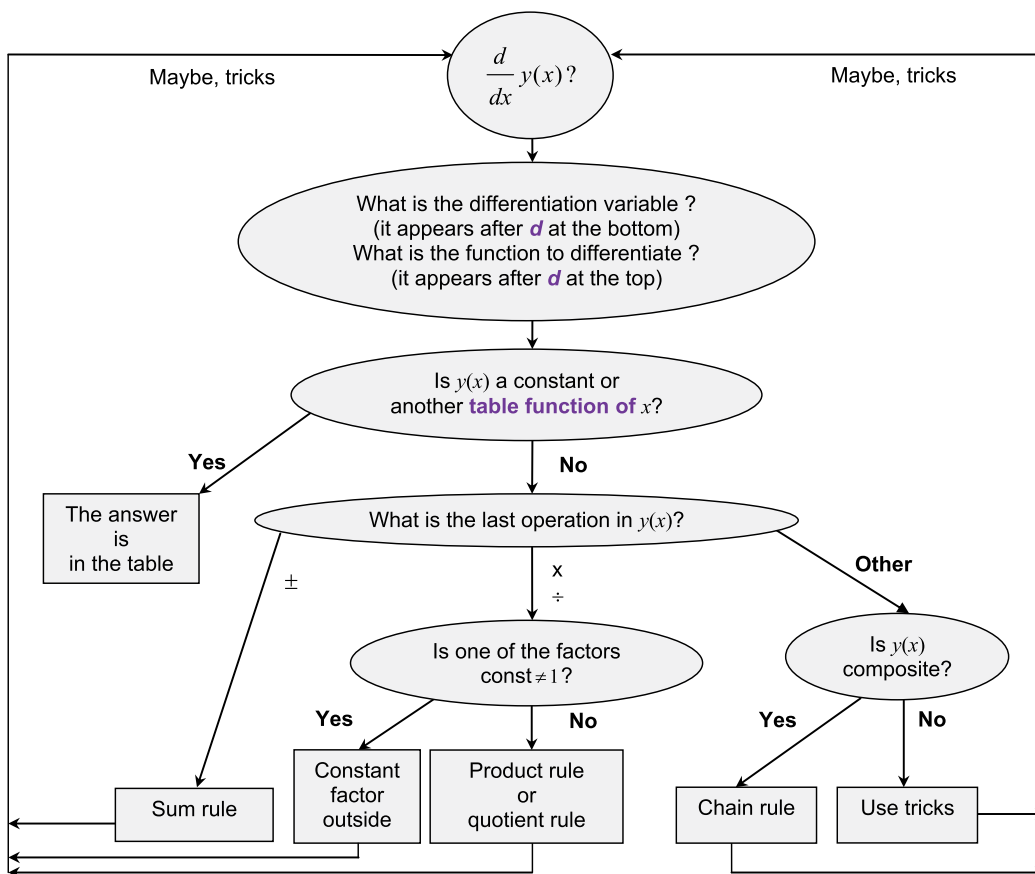 d
dx
y(x) ?
Maybe, tricks
Maybe, tricks
What is the differentiation variable ?
(it appears after d at the bottom)
What is the function to differentiate ?
(it appears after d at the top)
Is y(x) a constant or
another table function of x?
Yes
No
The answer
is
in the table
What is the last operation in y(x)?
±
x
÷
Other
Is one of the factors
const ≠ 1 ?
Is y(x)
composite?
Yes
No
Yes
No
Sum rule
Constant
factor
outside
Product rule
or
quotient rule
Chain rule
Use tricks